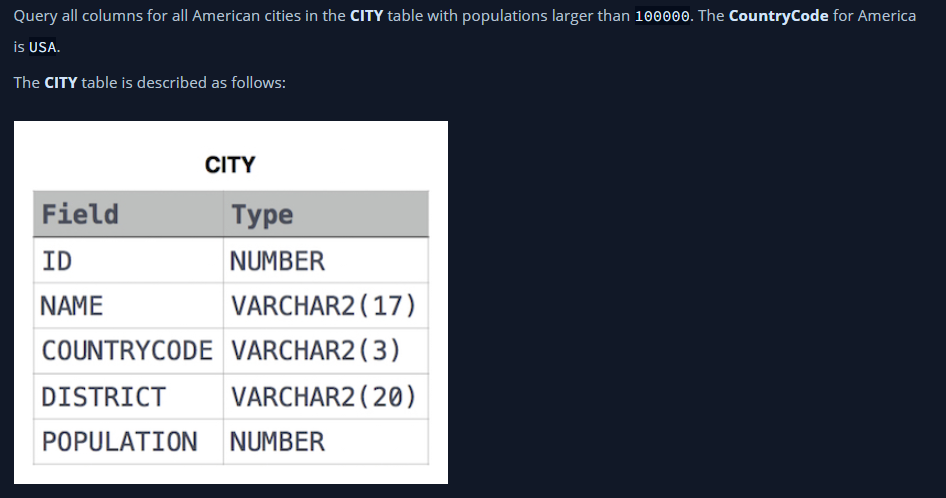 Query all columns for all American cities in the CITY table with populations larger than 100000. The CountryCode for America
is USA.
The CITY table is described as follows:
CITY
Field Type
ID NUMBER
NAME VARCHAR2(17)
COUNTRYCODE VARCHAR2(3)
DISTRICT VARCHAR2(20)
POPULATION NUMBER